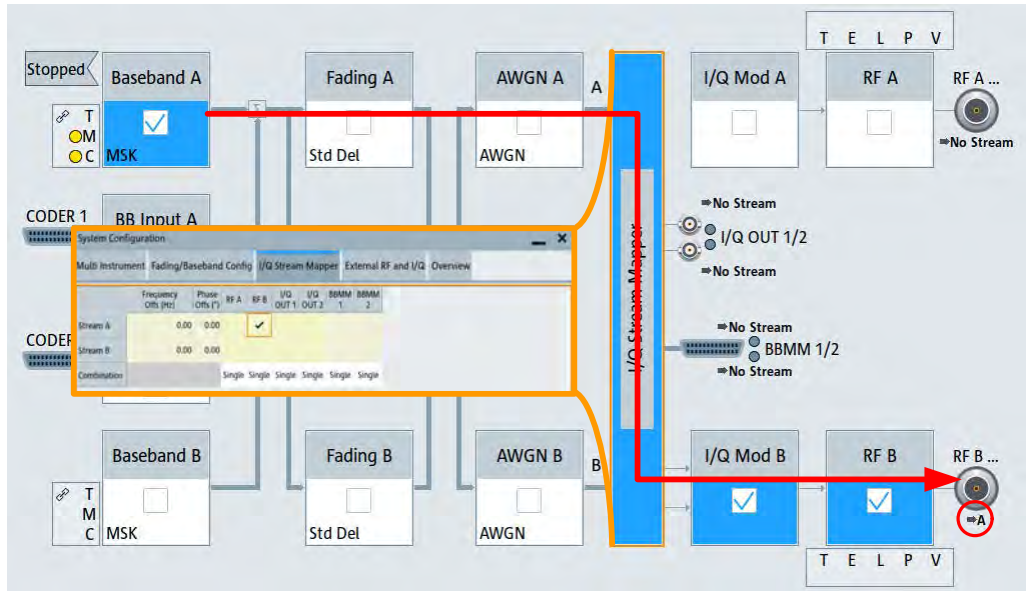 T E L P V
Stopped
Baseband A
Fading A
AWGN A
A
I/Q Mod A
RF A
RF A ...
T
M
C
MSK
Std Del
AWGN
⇒No Stream
CODER 1
BB Input A
⇒No Stream
I/Q OUT 1/2
⇒No Stream
System Configuration
Multi Instrument Fading/Baseband Config I/Q Stream Mapper External RF and I/Q Overview
Frequency Offs (Hz) Phase Offs (°) RF A RF B I/Q OUT 1 I/Q OUT 2 BBMM 1 BBMM 2
Stream A 0.00 0.00
Stream B 0.00 0.00
Combination Single Single Single Single Single Single
I/Q Stream Mapper
CODER
⇒No Stream
BBMM 1/2
⇒No Stream
Baseband B
Fading B
AWGN B
B
I/Q Mod B
RF B
RF B ...
T
M
C
MSK
Std Del
AWGN
⇒A
T E L P V